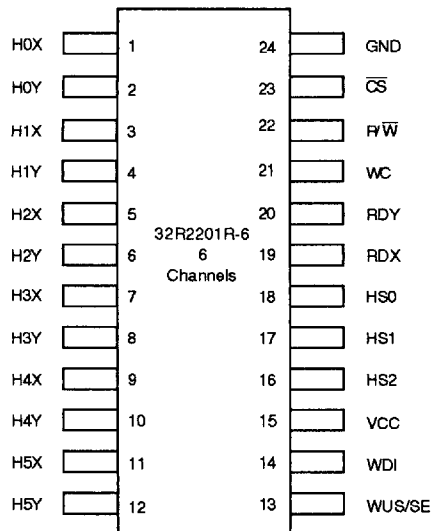 H0X 1 24 GND
H0Y 2 23 C̅S̅
H1X 3 22 R/W̅
H1Y 4 21 WC
H2X 5 20 RDY
32R2201R-6
H2Y 6 6 19 RDX
Channels
H3X 7 18 HS0
H3Y 8 17 HS1
H4X 9 16 HS2
H4Y 10 15 VCC
H5X 11 14 WDI
H5Y 12 13 WUS/SE